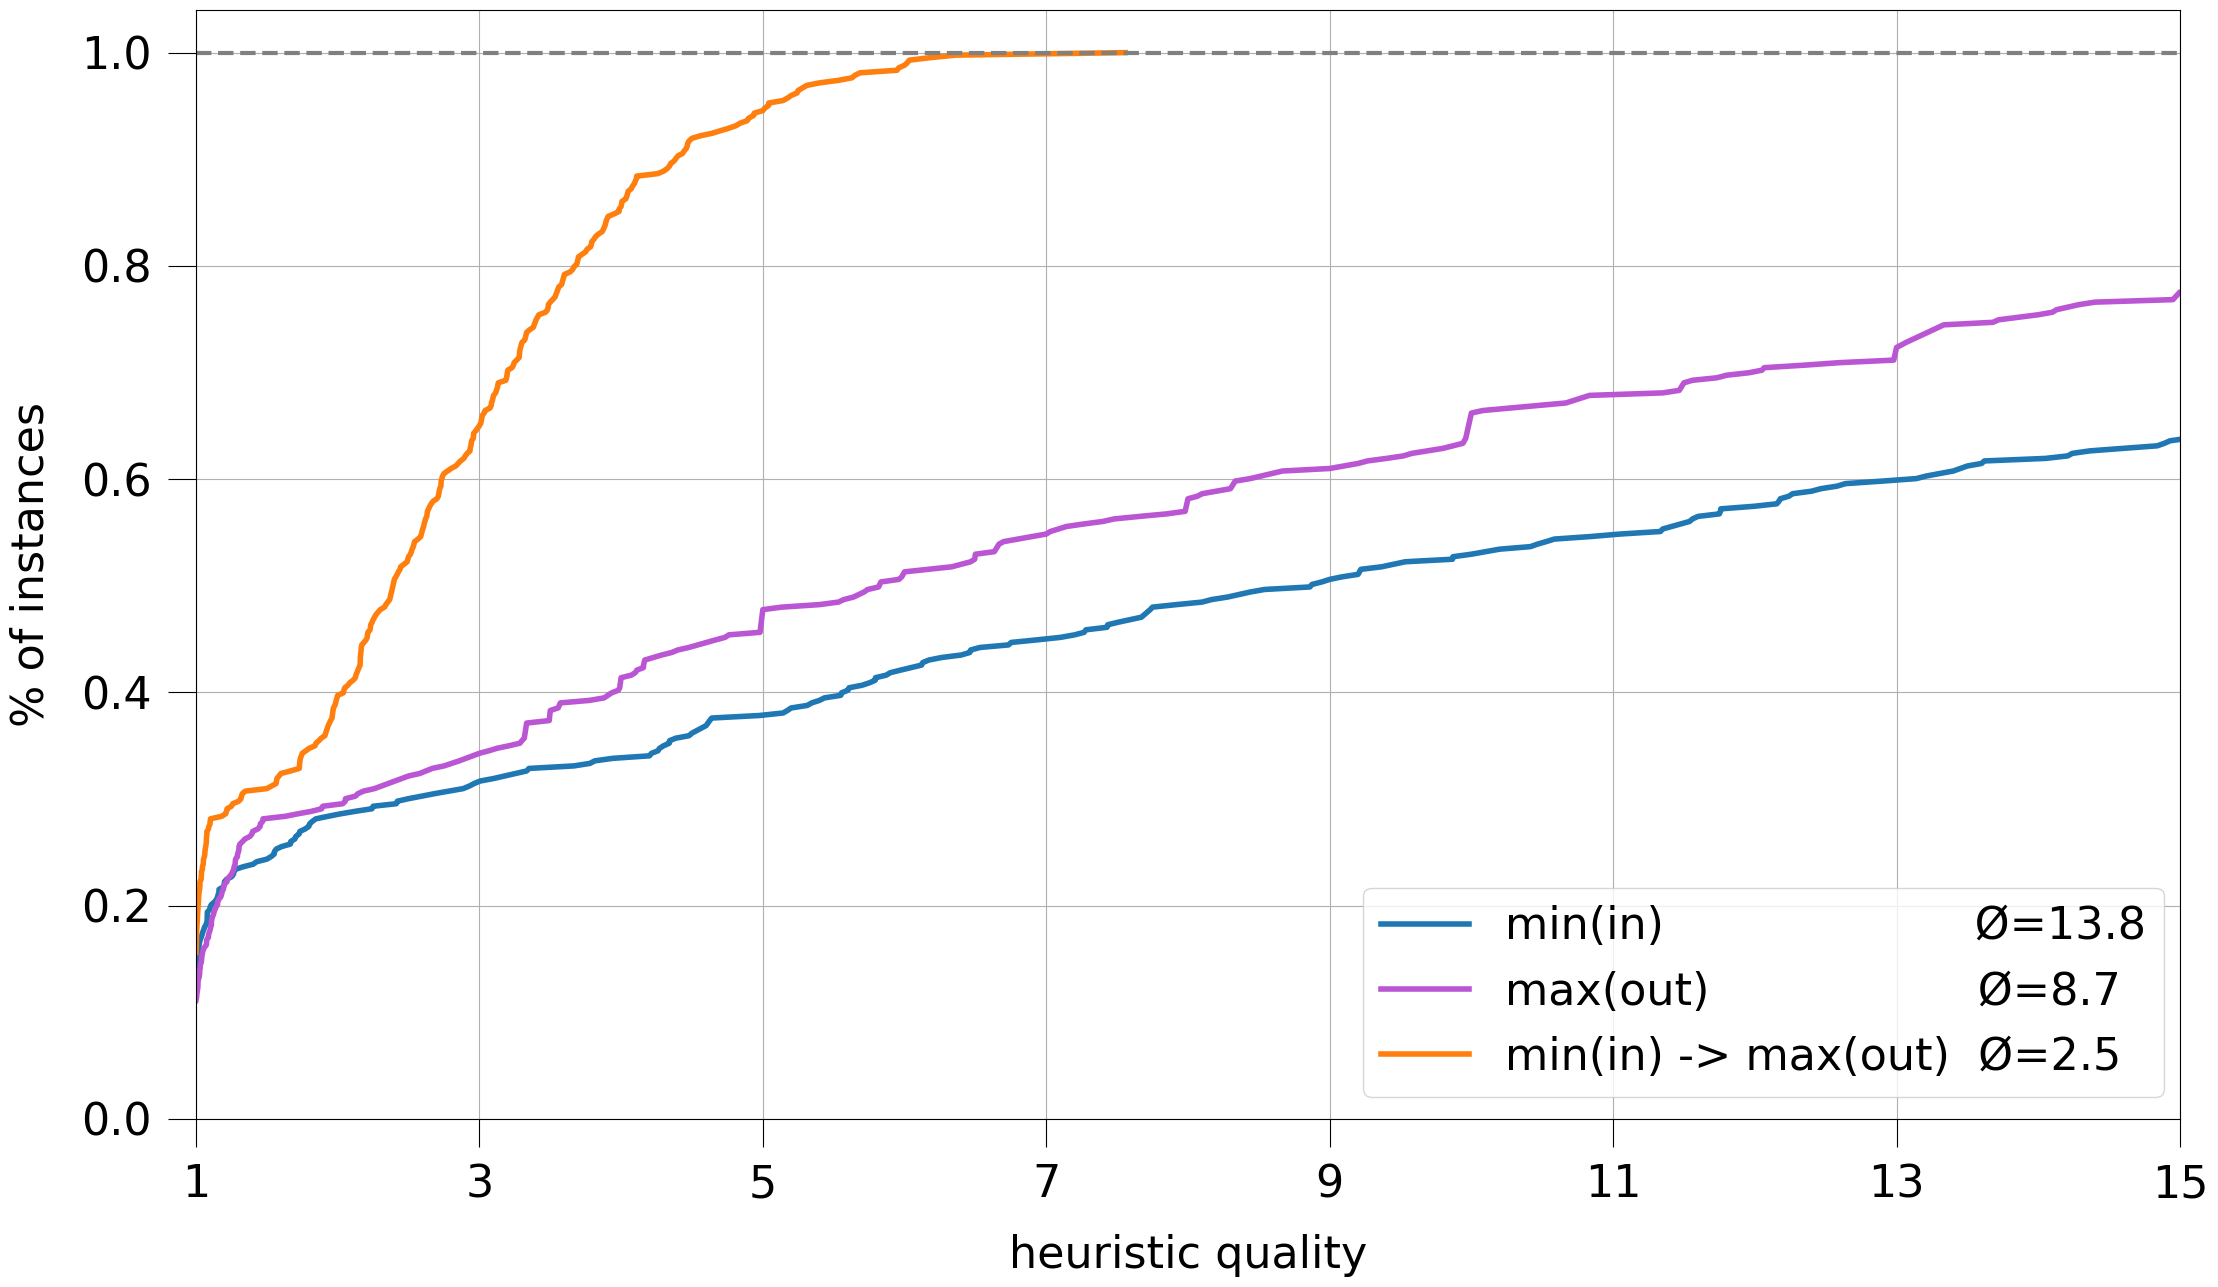 1.0
0.8
0.6
0.4
0.2
0.0
% of instances
1 3 5 7 9 11 13 15
heuristic quality
min(in) Ø=13.8
max(out) Ø=8.7
min(in) -> max(out) Ø=2.5